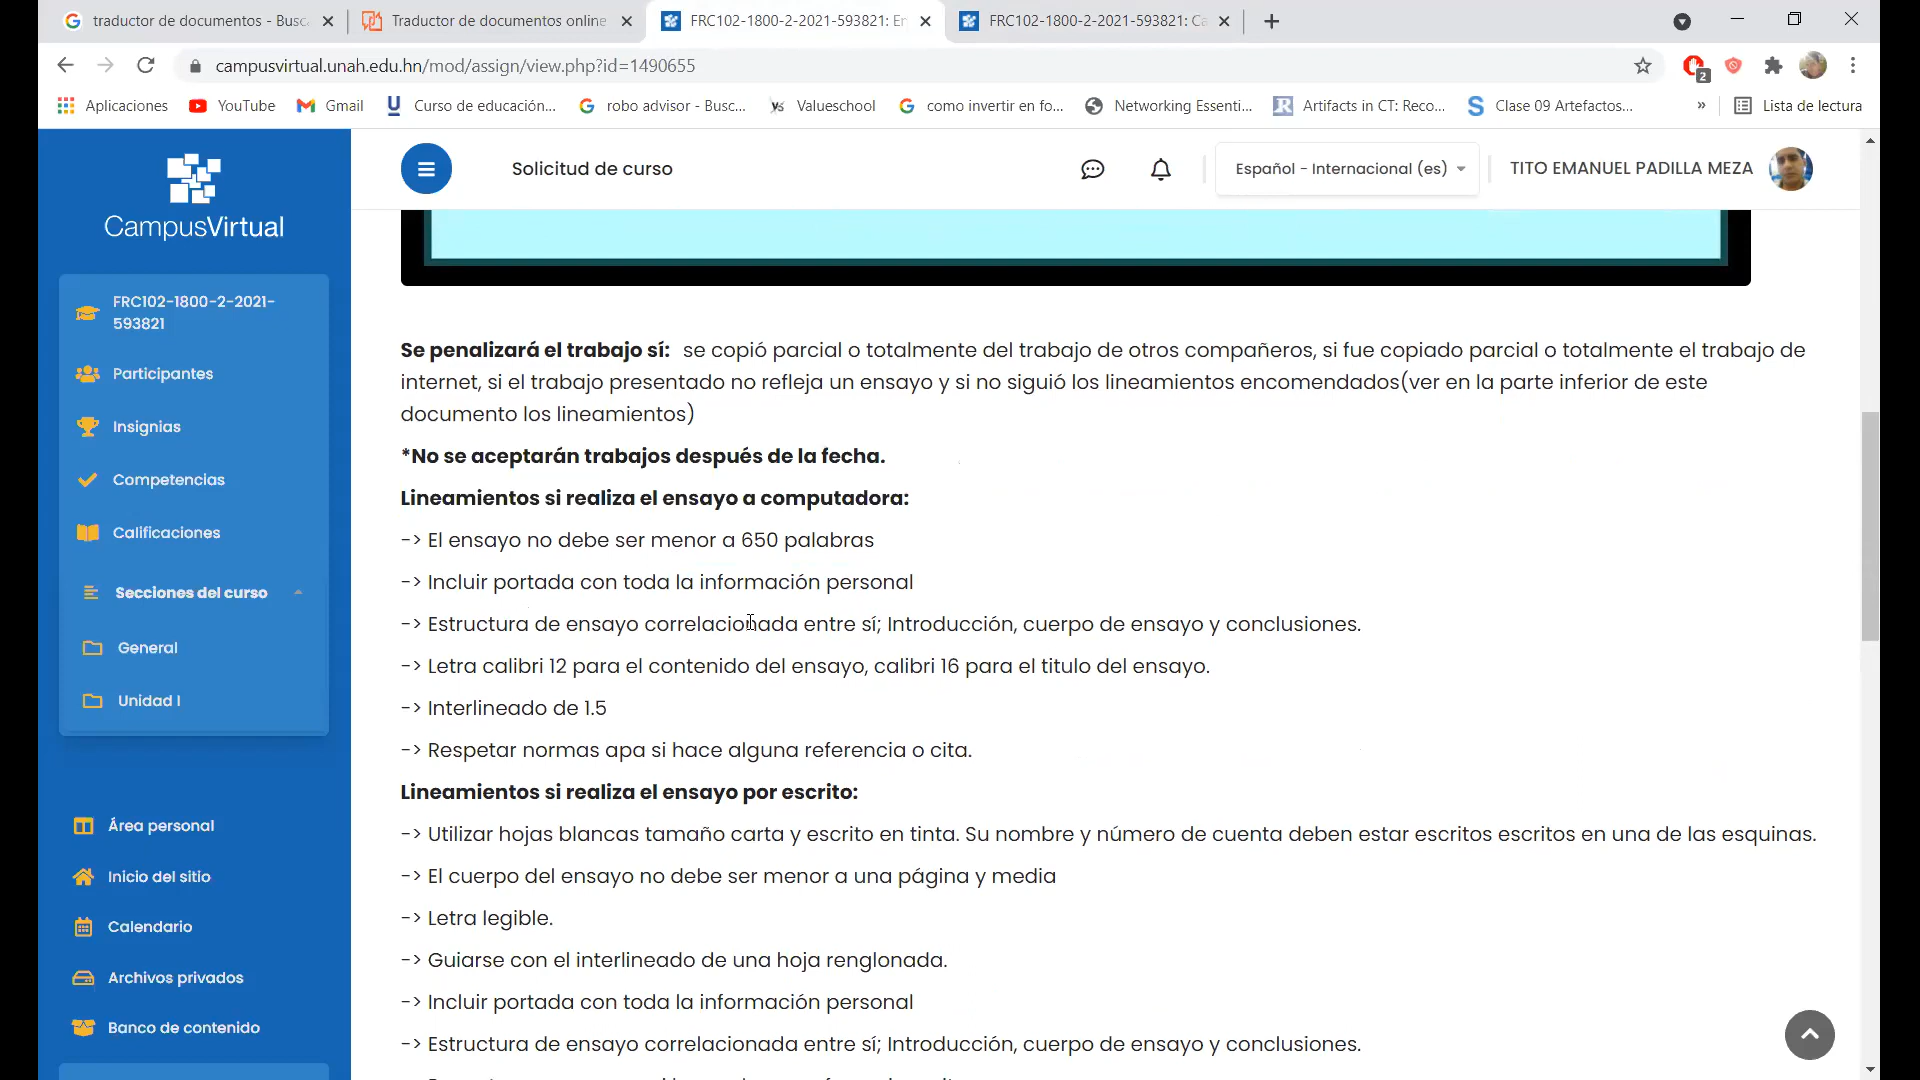 traductor de documentos - Busc
Traductor de documentos online
FRC102-1800-2-2021-593821: En
FRC102-1800-2-2021-593821: Ca
campusvirtual.unah.edu.hn/mod/assign/view.php?id=1490655
2
Aplicaciones
YouTube
Gmail
Curso de educación...
robo advisor - Busc...
Valueschool
como invertir en fo...
Networking Essenti...
Artifacts in CT: Reco...
Clase 09 Artefactos...
»
Lista de lectura
CampusVirtual
Solicitud de curso
Español - Internacional (es)
TITO EMANUEL PADILLA MEZA
FRC102-1800-2-2021-
593821
Participantes
Insignias
Competencias
Calificaciones
Secciones del curso
General
Unidad I
Área personal
Inicio del sitio
Calendario
Archivos privados
Banco de contenido
Se penalizará el trabajo sí: se copió parcial o totalmente del trabajo de otros compañeros, si fue copiado parcial o totalmente el trabajo de
internet, si el trabajo presentado no refleja un ensayo y si no siguió los lineamientos encomendados(ver en la parte inferior de este
documento los lineamientos)
*No se aceptarán trabajos después de la fecha.
Lineamientos si realiza el ensayo a computadora:
-> El ensayo no debe ser menor a 650 palabras
-> Incluir portada con toda la información personal
-> Estructura de ensayo correlacionada entre sí; Introducción, cuerpo de ensayo y conclusiones.
-> Letra calibri 12 para el contenido del ensayo, calibri 16 para el titulo del ensayo.
-> Interlineado de 1.5
-> Respetar normas apa si hace alguna referencia o cita.
Lineamientos si realiza el ensayo por escrito:
-> Utilizar hojas blancas tamaño carta y escrito en tinta. Su nombre y número de cuenta deben estar escritos escritos en una de las esquinas.
-> El cuerpo del ensayo no debe ser menor a una página y media
-> Letra legible.
-> Guiarse con el interlineado de una hoja renglonada.
-> Incluir portada con toda la información personal
-> Estructura de ensayo correlacionada entre sí; Introducción, cuerpo de ensayo y conclusiones.